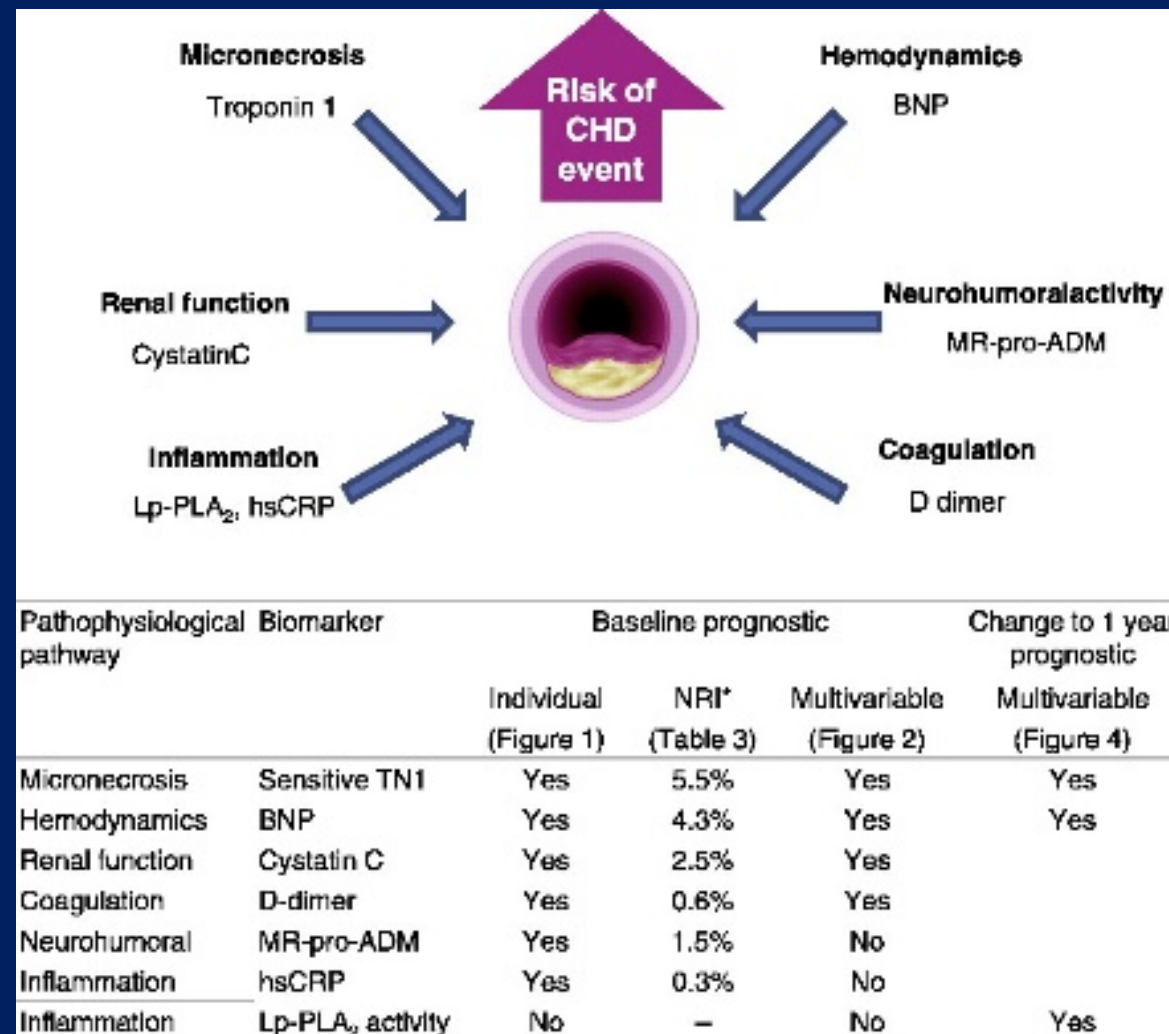 Micronecrosis
Troponin 1
Risk of
CHD
event
Hemodynamics
BNP
Renal function
CystatinC
Neurohumoralactivity
MR-pro-ADM
Inflammation
Lp-PLA₂, hsCRP
Coagulation
D dimer
Pathophysiological Biomarker Baseline prognostic Change to 1 year
pathway prognostic
Individual NRI* Multivariable Multivariable
(Figure 1) (Table 3) (Figure 2) (Figure 4)
Micronecrosis Sensitive TN1 Yes 5.5% Yes Yes
Hemodynamics BNP Yes 4.3% Yes Yes
Renal function Cystatin C Yes 2.5% Yes
Coagulation D-dimer Yes 0.6% Yes
Neurohumoral MR-pro-ADM Yes 1.5% No
Inflammation hsCRP Yes 0.3% No
Inflammation Lp-PLA₂ activity No – No Yes